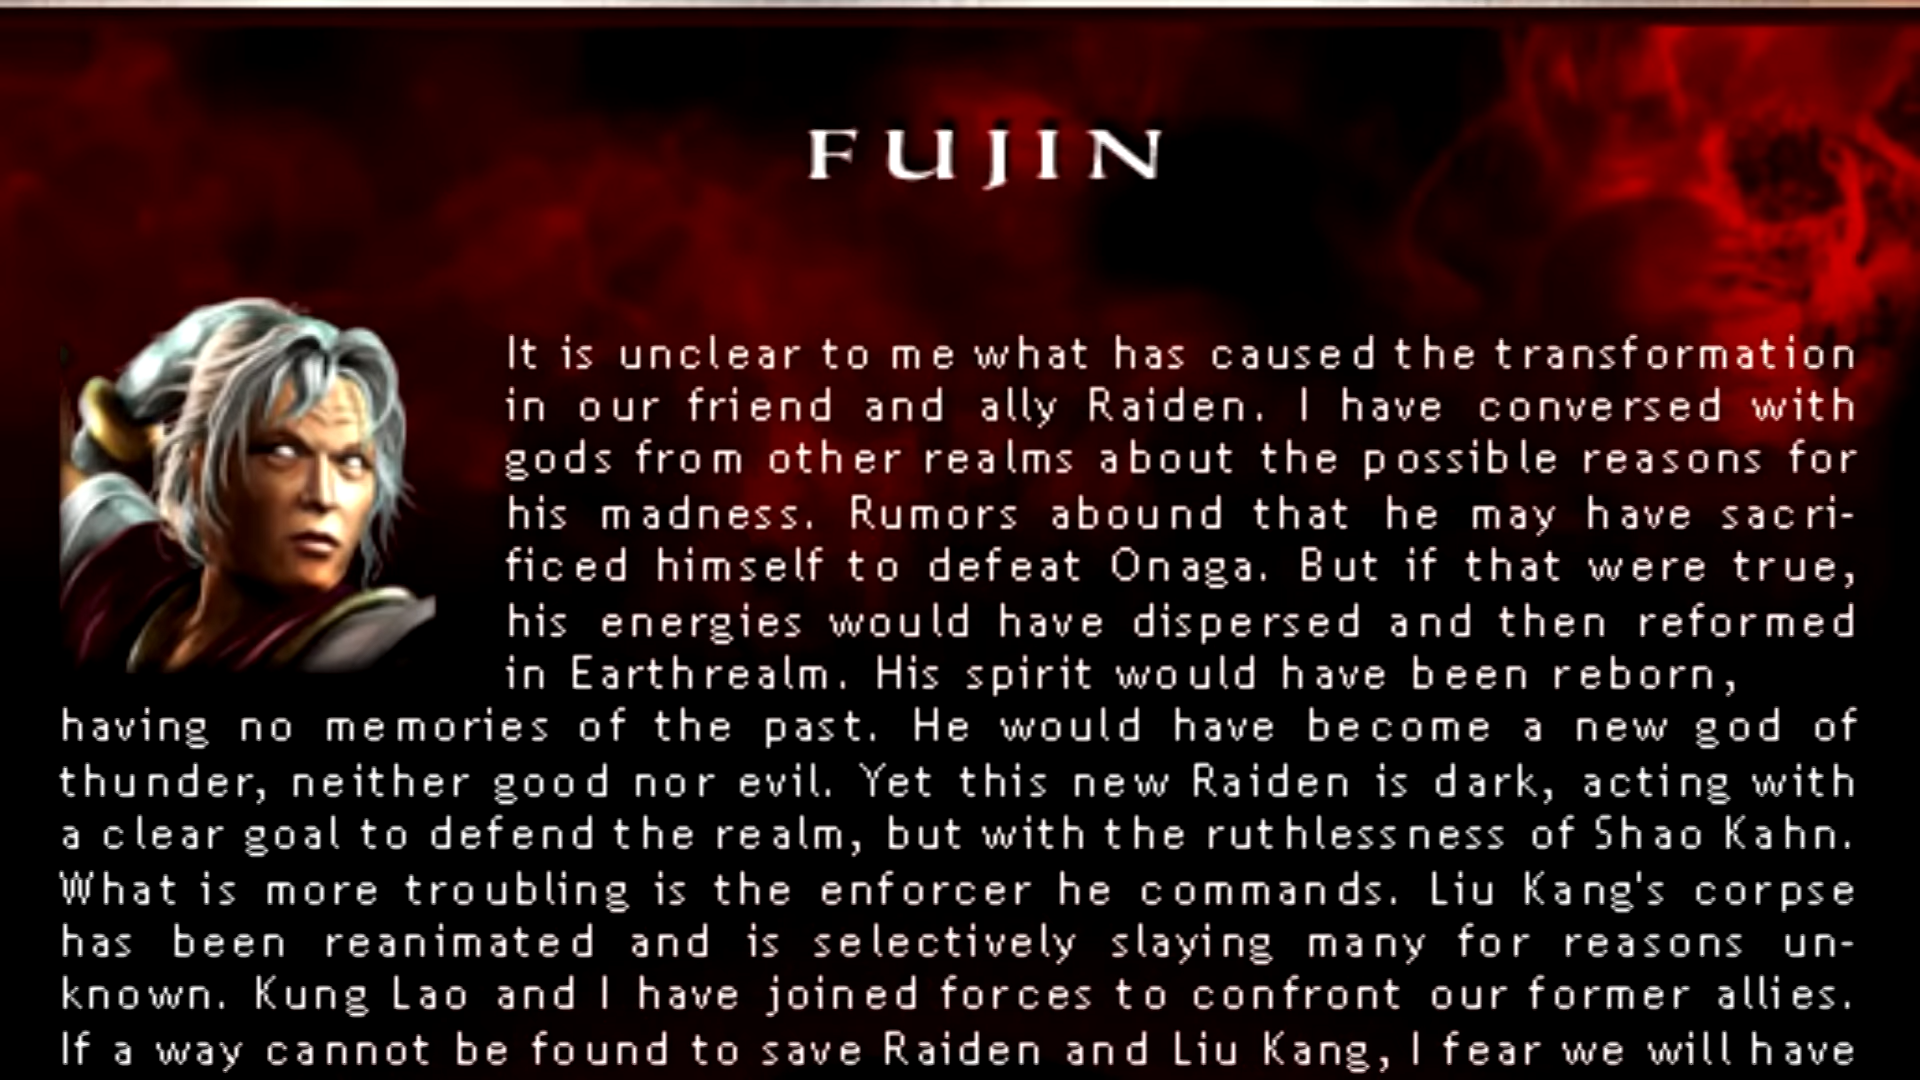 FUJIN
It is unclear to me what has caused the transformation
in our friend and ally Raiden. I have conversed with
gods from other realms about the possible reasons for
his madness. Rumors abound that he may have sacri-
ficed himself to defeat Onaga. But if that were true,
his energies would have dispersed and then reformed
in Earthrealm. His spirit would have been reborn,
having no memories of the past. He would have become a new god of
thunder, neither good nor evil. Yet this new Raiden is dark, acting with
a clear goal to defend the realm, but with the ruthlessness of Shao Kahn.
What is more troubling is the enforcer he commands. Liu Kang's corpse
has been reanimated and is selectively slaying many for reasons un-
known. Kung Lao and I have joined forces to confront our former allies.
If a way cannot be found to save Raiden and Liu Kang, I fear we will have